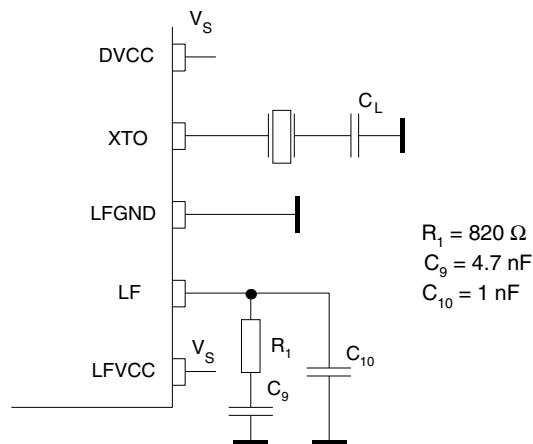 V_S
DVCC
XTO
C_L
LFGND
R_1 = 820 Ω
C_9 = 4.7 nF
C_10 = 1 nF
LF
V_S
R_1
C_10
LFVCC
C_9